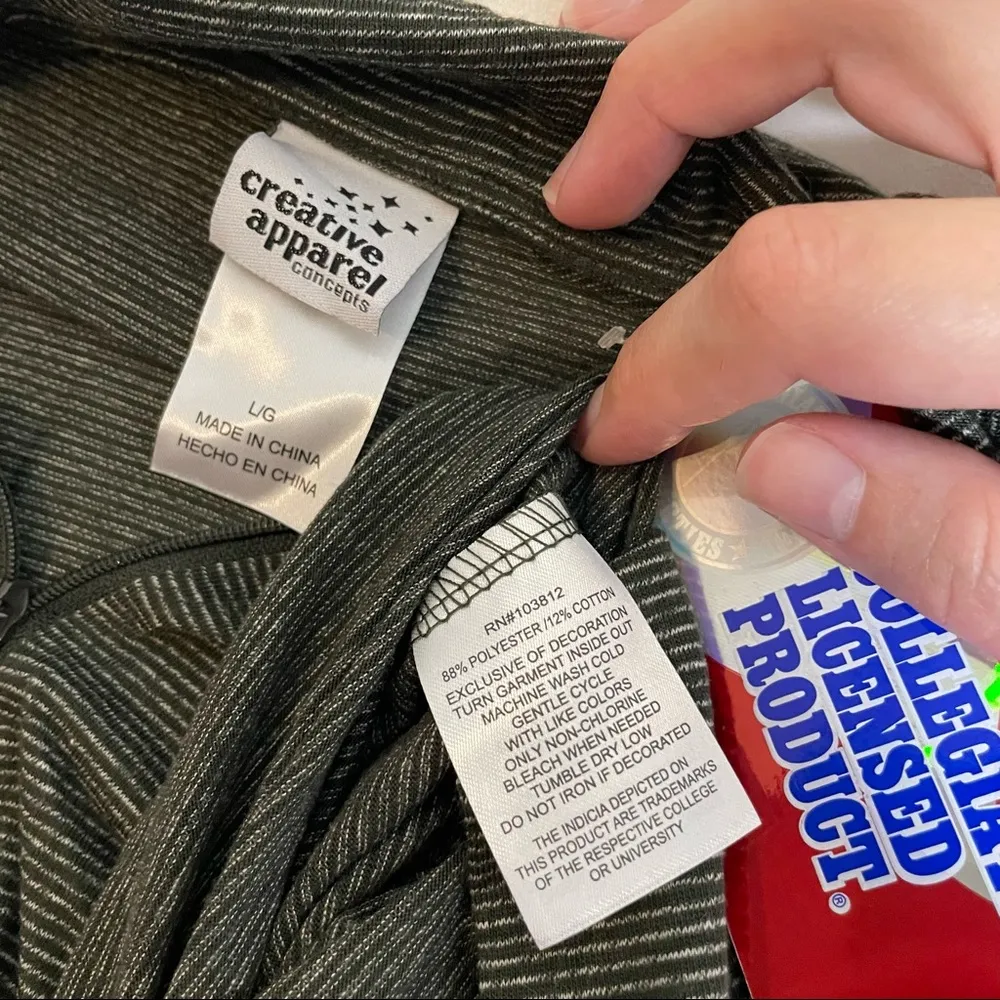 creative
apparel
concepts
L/G
MADE IN CHINA
HECHO EN CHINA
RN#103812
88% POLYESTER /12% COTTON
EXCLUSIVE OF DECORATION
TURN GARMENT INSIDE OUT
MACHINE WASH COLD
GENTLE CYCLE
WITH LIKE COLORS
ONLY NON-CHLORINE
BLEACH WHEN NEEDED
TUMBLE DRY LOW
DO NOT IRON IF DECORATED
THE INDICIA DEPICTED ON
THIS PRODUCT ARE TRADEMARKS
OF THE RESPECTIVE COLLEGE
OR UNIVERSITY
LICENSED
PRODUCT®